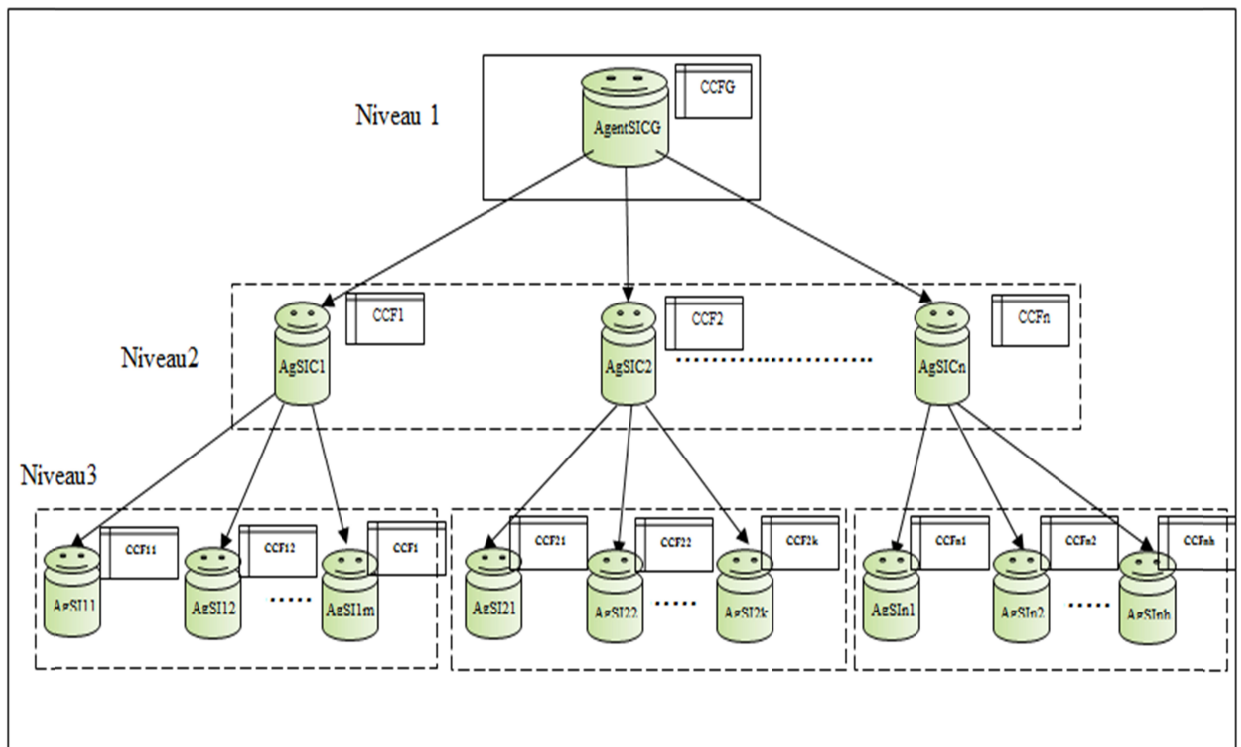 CCFG
Niveau 1
AgentSICG
CCF1
CCF2
CCFn
Niveau2
AgSIC1
AgSIC2
.......................
AgSICn
Niveau3
CCF11
CCF12
CCF1
CCF21
CCF22
CCF2k
CCFn1
CCFn2
CCFnh
AgSI11
AgSI12
.....
AgSI1m
AgSI21
AgSI22
.....
AgSI2k
AgSIn1
AgSIn2
.....
AgSInh